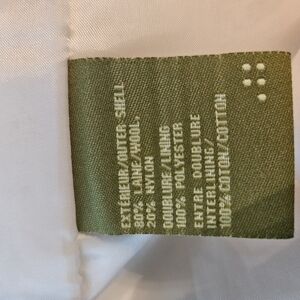 EXTÉRIEUR/OUTER SHELL
80% LAINE/WOOL,
20% NYLON
DOUBLURE/LINING
100% POLYESTER
ENTRE DOUBLURE
INTERLINING/
100% COTON/COTTON